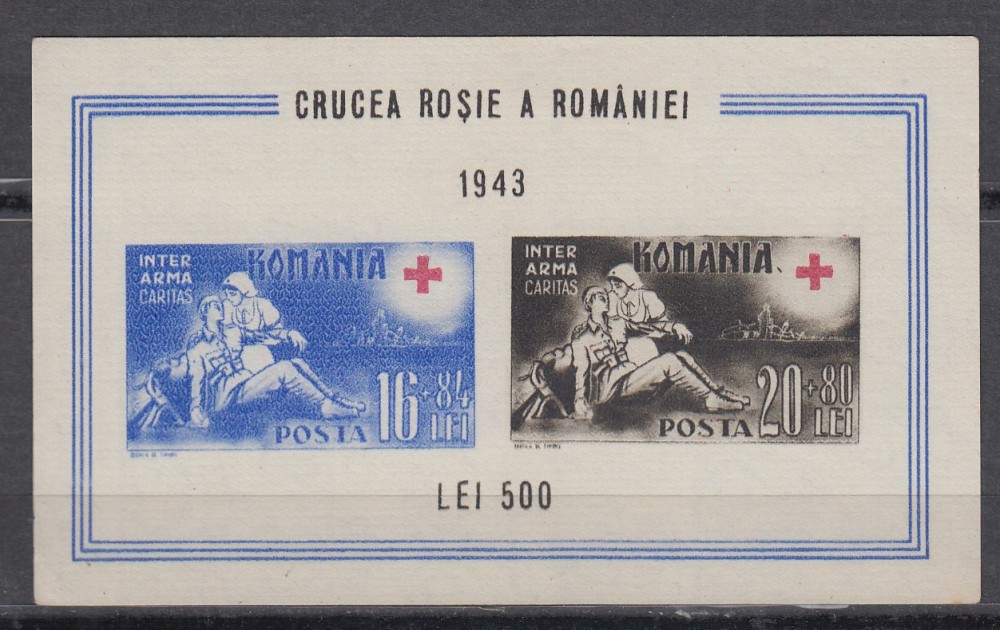 CRUCEA ROȘIE A ROMÂNIEI
1943
INTER
ARMA
CARITAS
ROMANIA
16+84
LEI
POSTA
INTER
ARMA
CARITAS
ROMANIA
20+80
LEI
POSTA
LEI 500